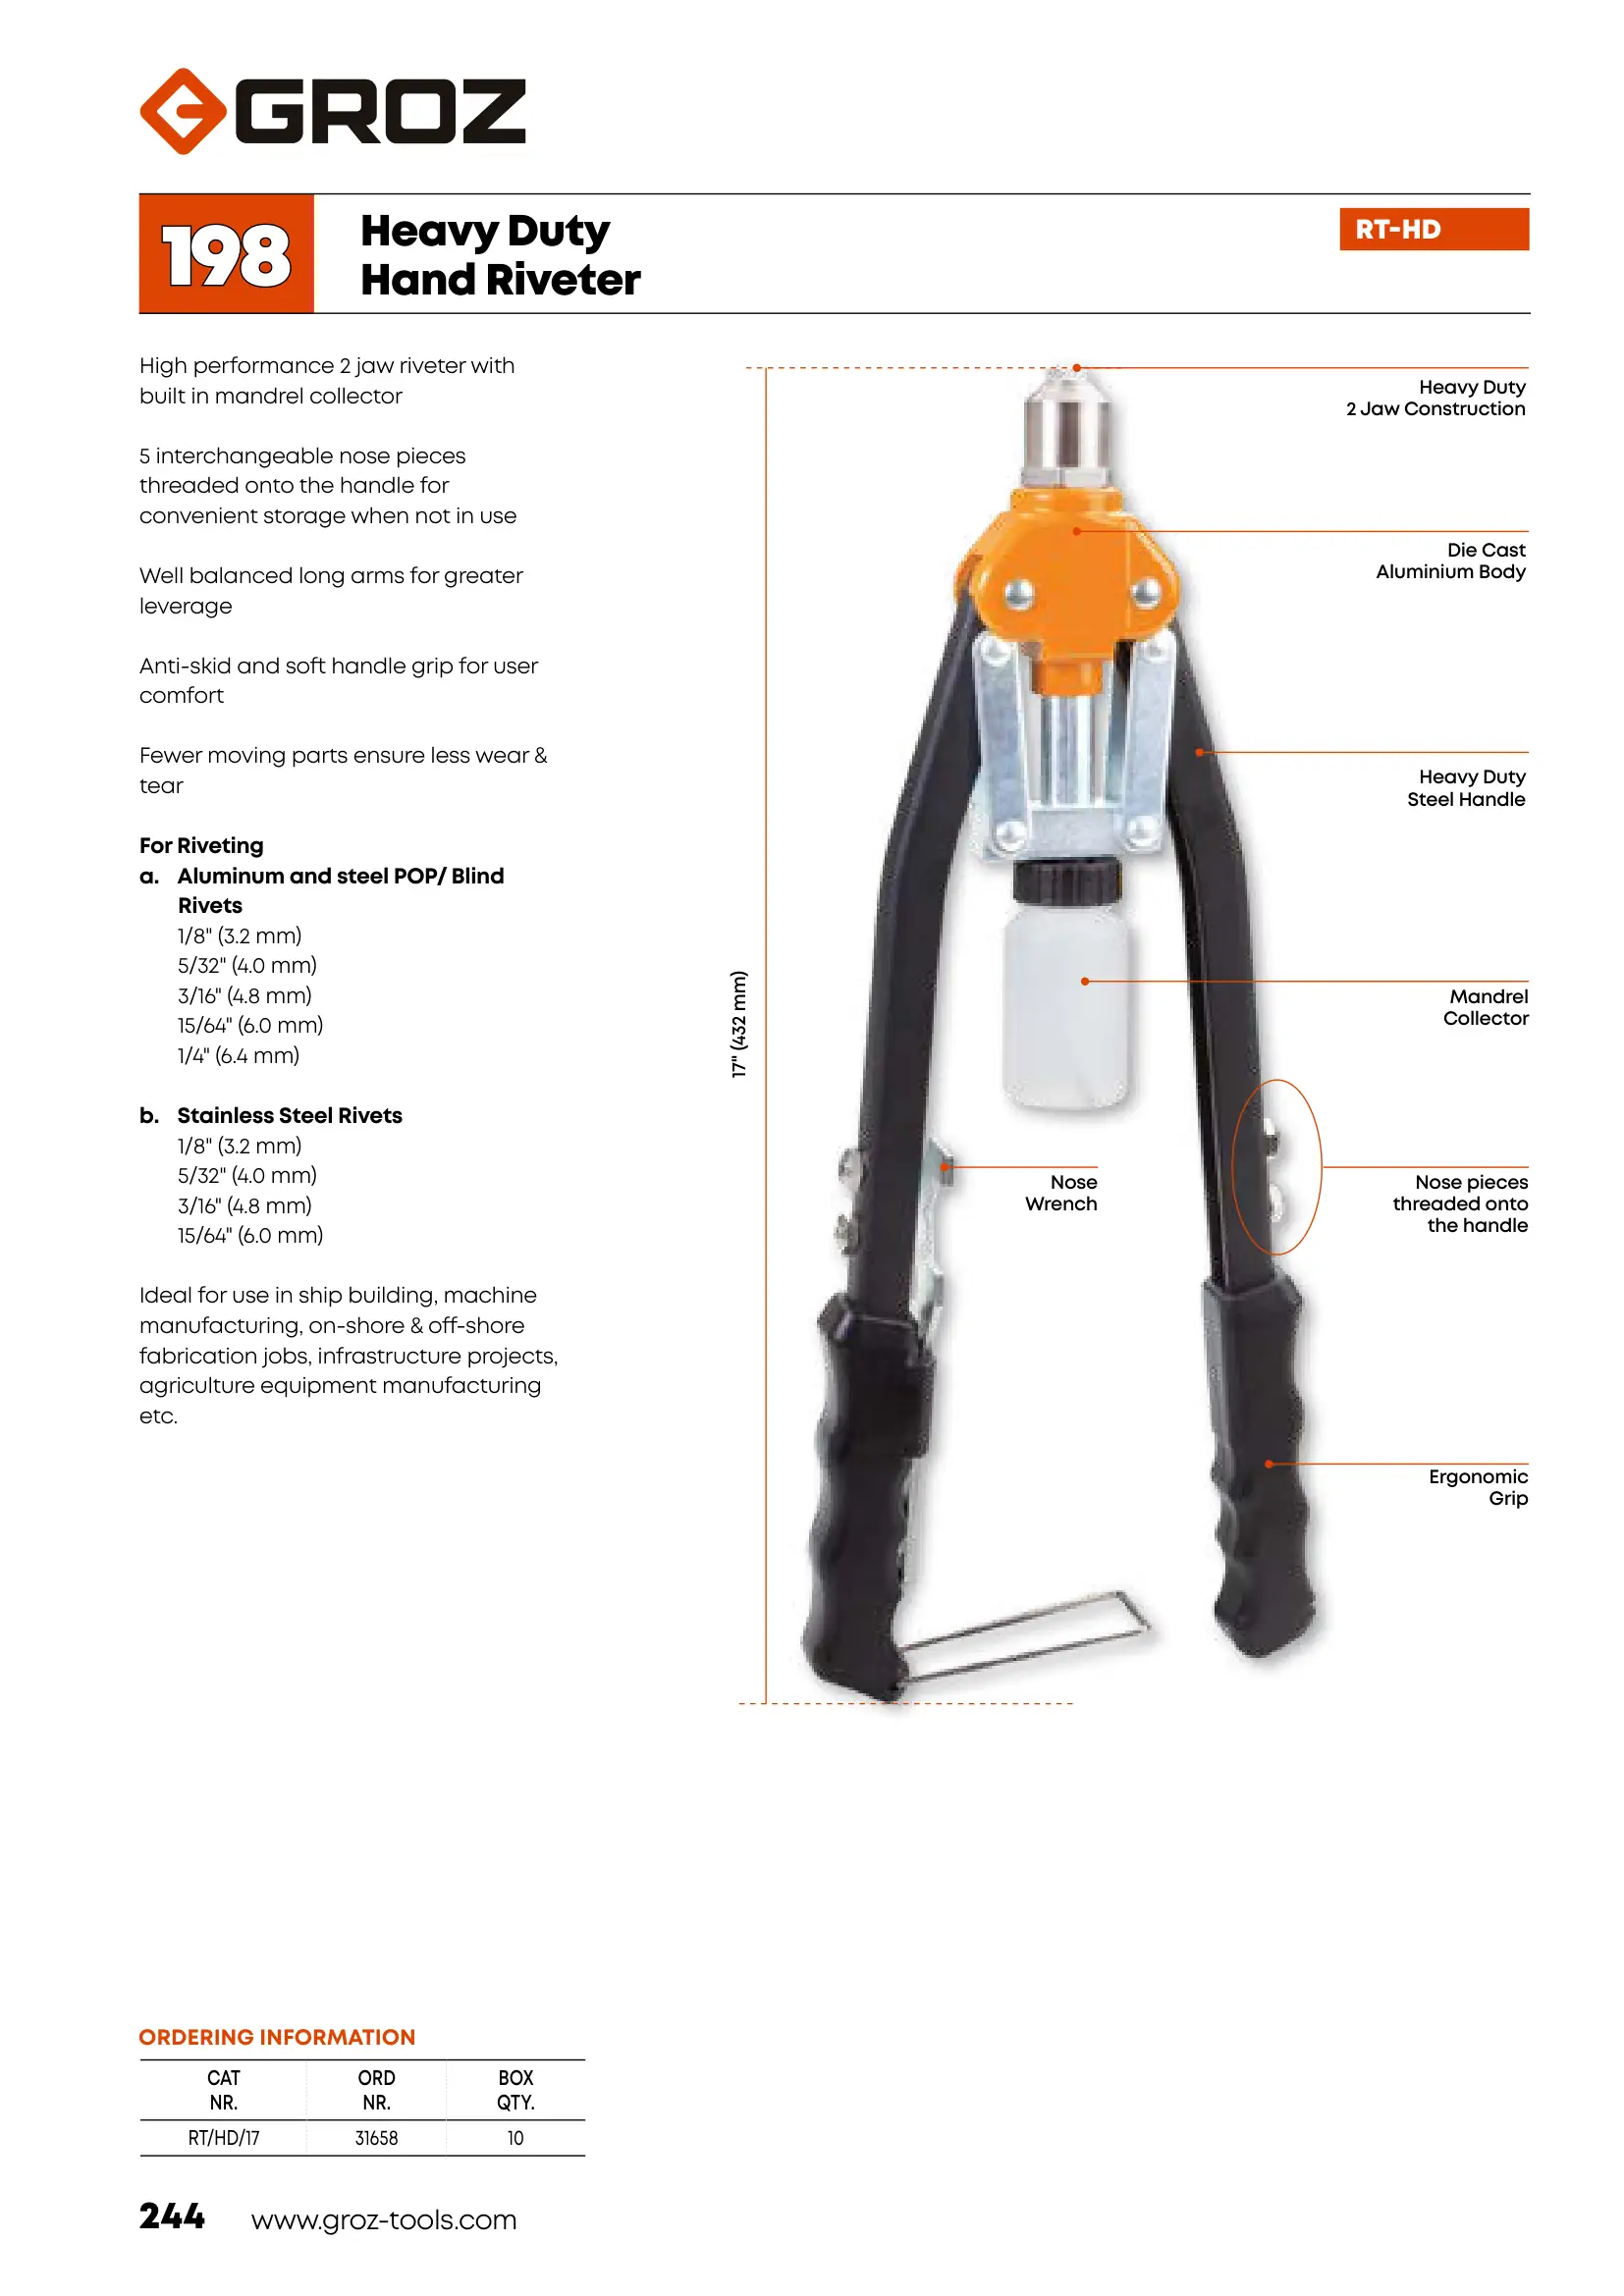 GROZ
198
Heavy Duty
Hand Riveter
RT-HD
High performance 2 jaw riveter with
built in mandrel collector
5 interchangeable nose pieces
threaded onto the handle for
convenient storage when not in use
Well balanced long arms for greater
leverage
Anti-skid and soft handle grip for user
comfort
Fewer moving parts ensure less wear &
tear
For Riveting
a. Aluminum and steel POP/ Blind
Rivets
1/8" (3.2 mm)
5/32" (4.0 mm)
3/16" (4.8 mm)
15/64" (6.0 mm)
1/4" (6.4 mm)
b. Stainless Steel Rivets
1/8" (3.2 mm)
5/32" (4.0 mm)
3/16" (4.8 mm)
15/64" (6.0 mm)
Ideal for use in ship building, machine
manufacturing, on-shore & off-shore
fabrication jobs, infrastructure projects,
agriculture equipment manufacturing
etc.
17" (432 mm)
Heavy Duty
2 Jaw Construction
Die Cast
Aluminium Body
Heavy Duty
Steel Handle
Mandrel
Collector
Nose
Wrench
Nose pieces
threaded onto
the handle
Ergonomic
Grip
ORDERING INFORMATION
CAT NR. ORD NR. BOX QTY.
RT/HD/17 31658 10
244 www.groz-tools.com